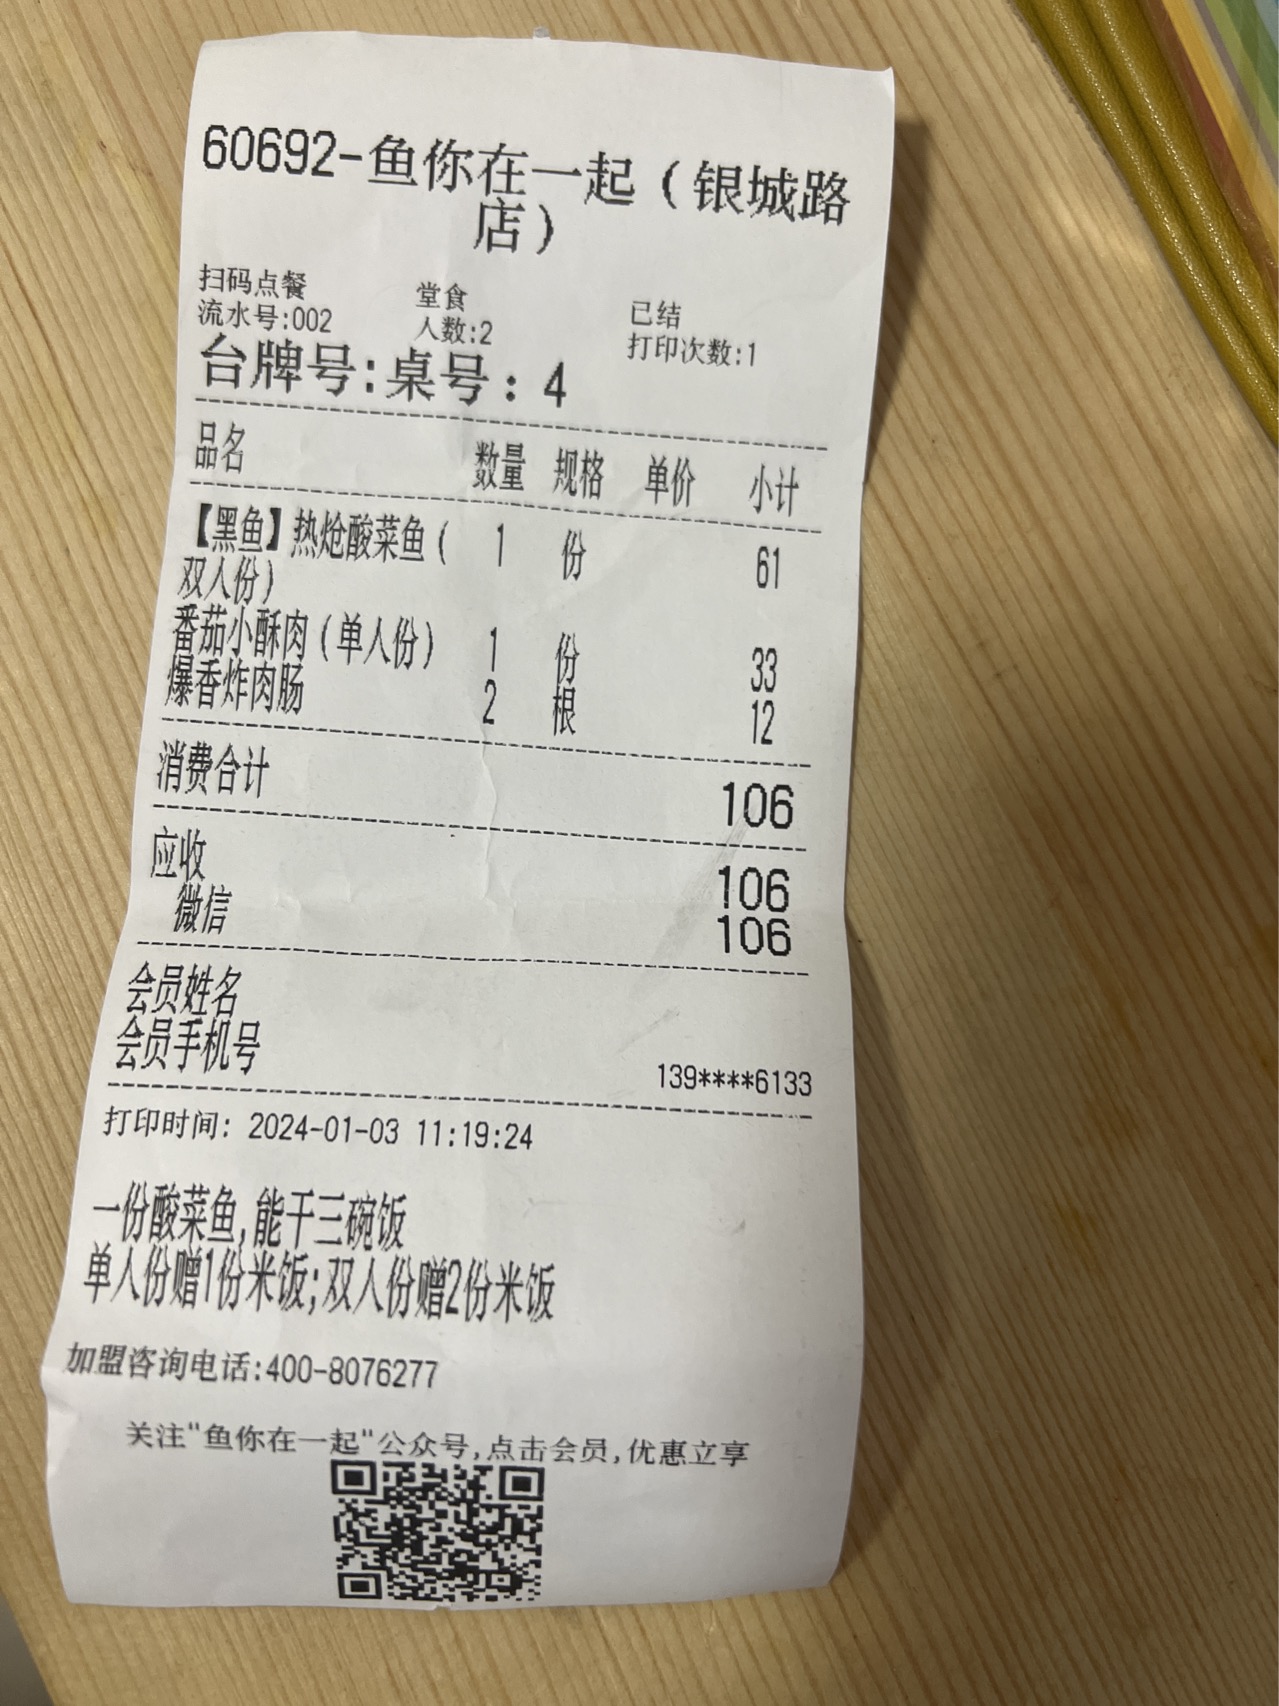 60692-鱼你在一起（银城路
店）
扫码点餐 堂食 已结
流水号:002 人数:2 打印次数:1
台牌号:桌号：4
品名 数量 规格 单价 小计
【黑鱼】热炝酸菜鱼（ 1 份 61
双人份）
番茄小酥肉（单人份） 1 份 33
爆香炸肉肠 2 根 12
消费合计 106
应收 106
微信 106
会员姓名
会员手机号 139****6133
打印时间: 2024-01-03 11:19:24
一份酸菜鱼,能干三碗饭
单人份赠1份米饭;双人份赠2份米饭
加盟咨询电话:400-8076277
关注"鱼你在一起"公众号,点击会员,优惠立享